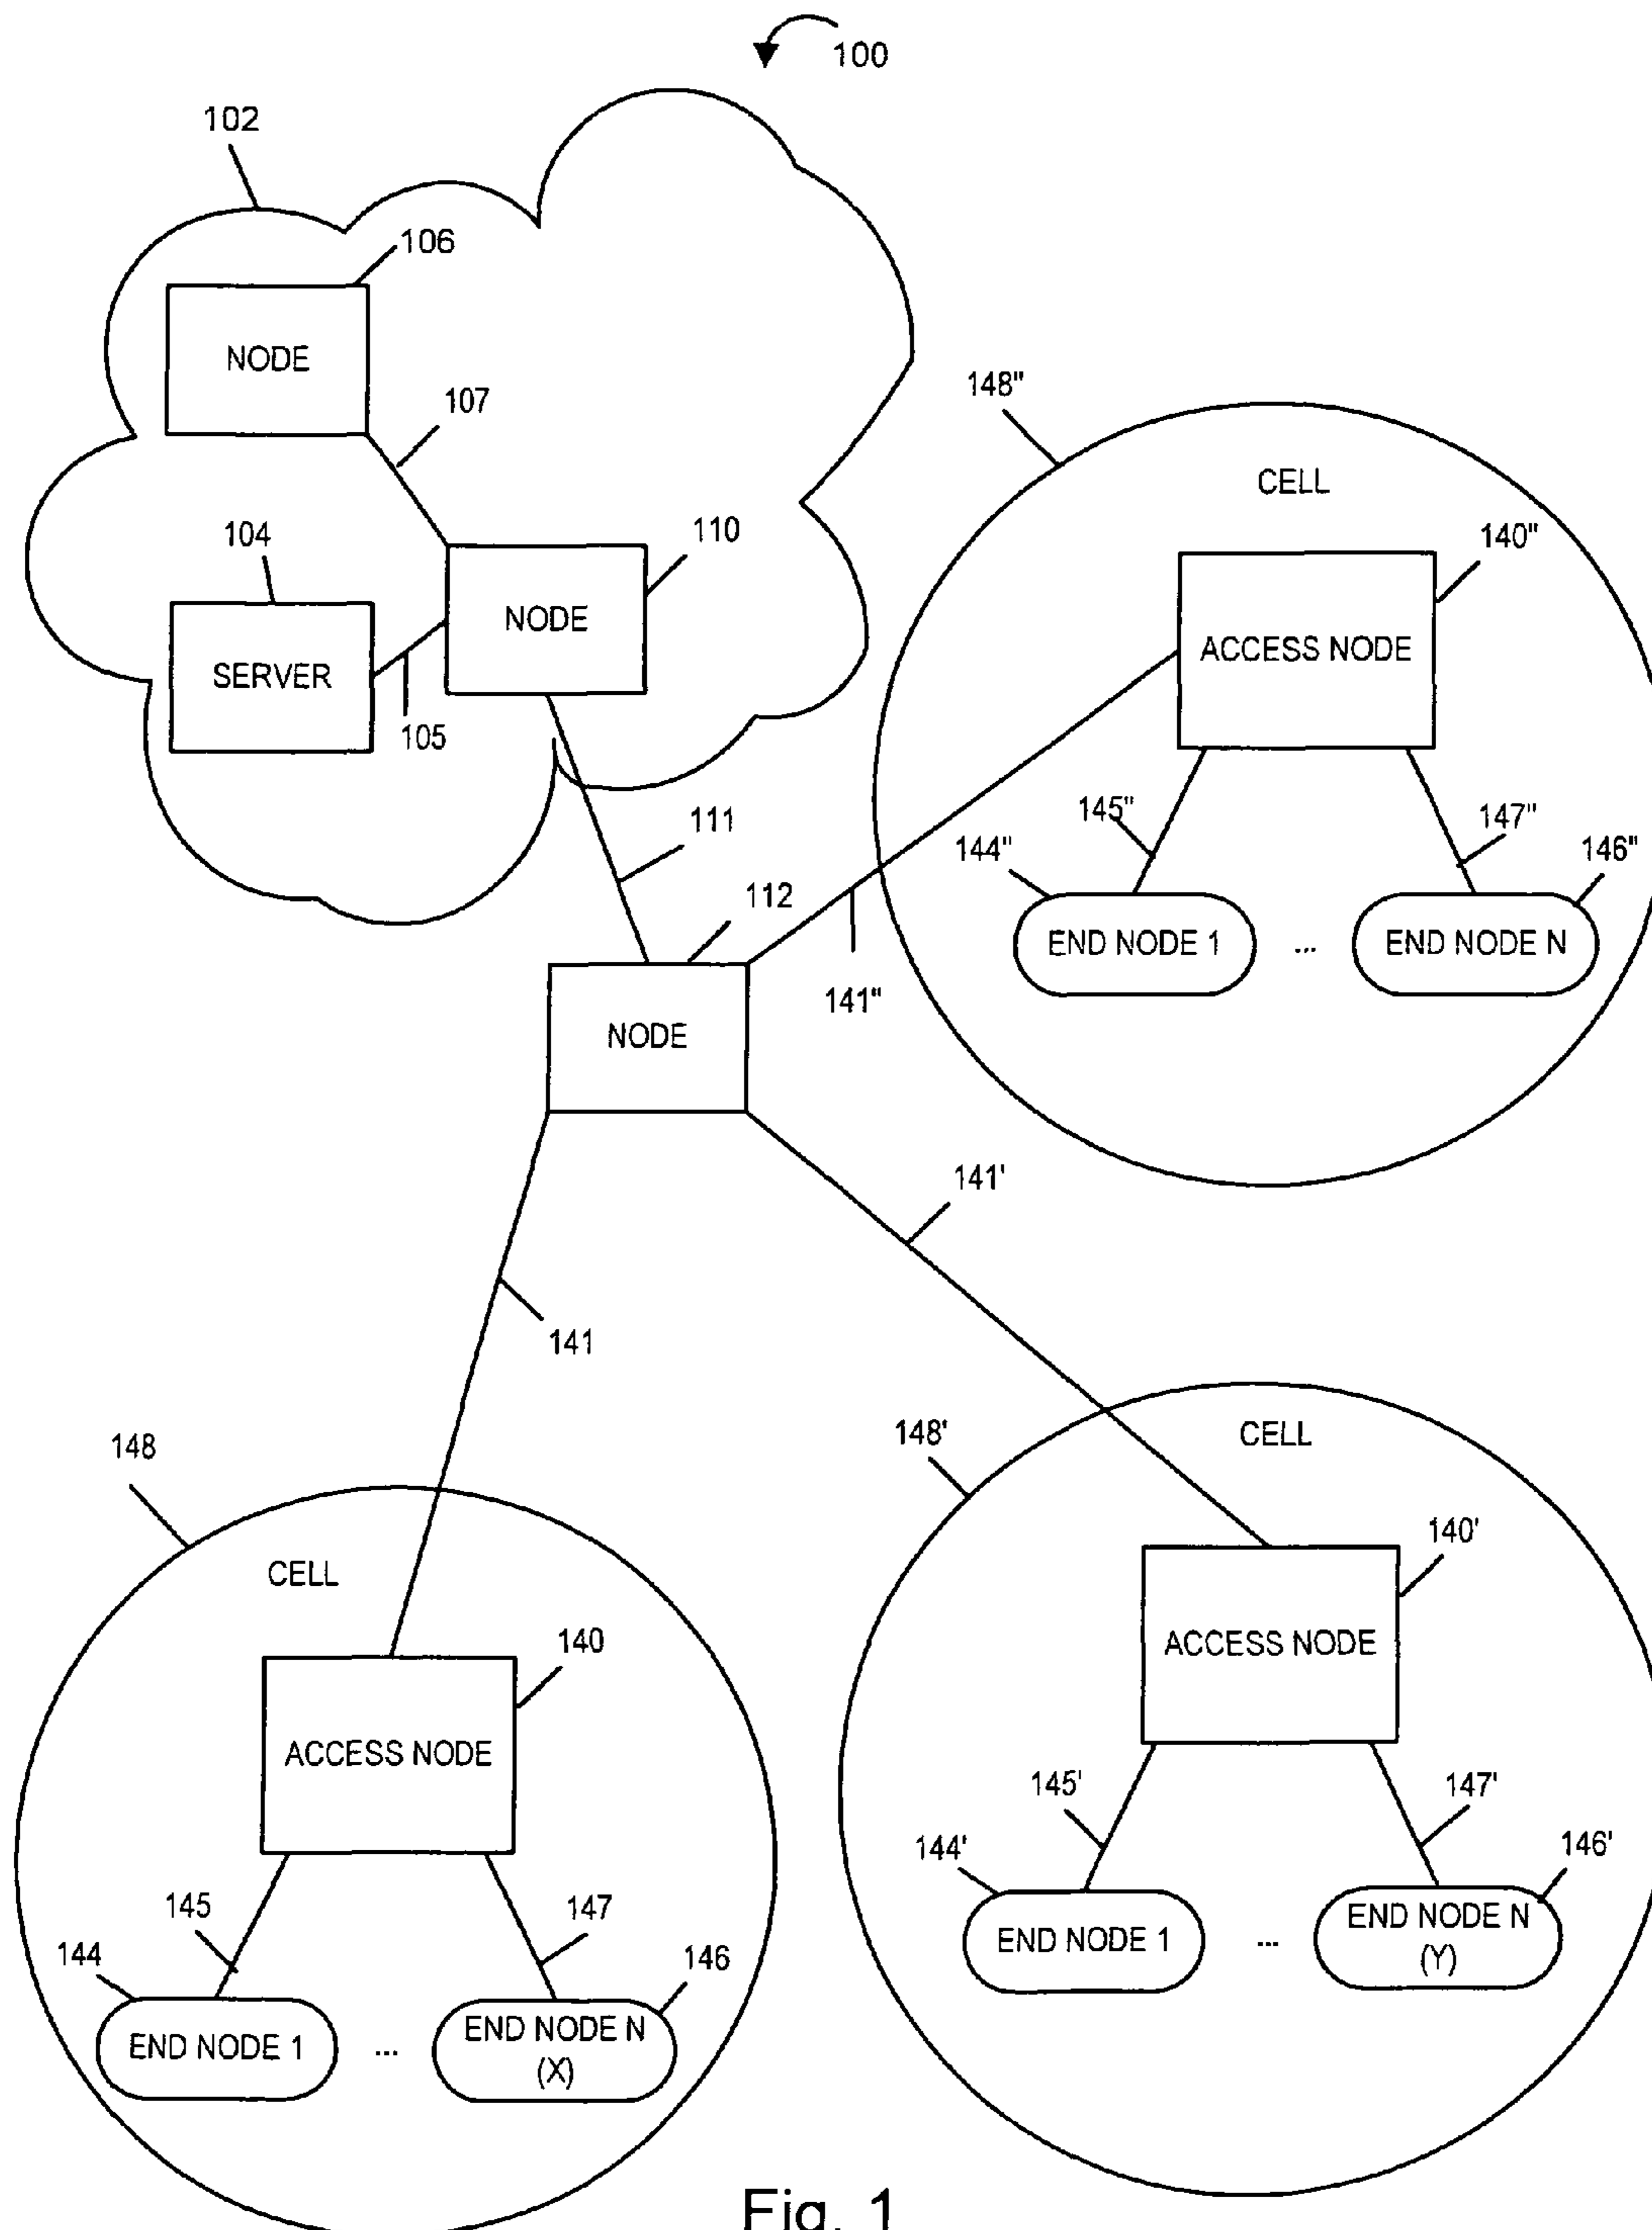 100
102
106
NODE
107
148"
CELL
104
110
140"
NODE
ACCESS NODE
SERVER
105
145"
147"
111
144"
146"
112
END NODE 1 ... END NODE N
141"
NODE
141'
141
148'
CELL
148
140'
CELL
140
ACCESS NODE
ACCESS NODE
145'
147'
144'
146'
145
147
END NODE 1 ... END NODE N
(Y)
144
146
END NODE 1 ... END NODE N
(X)
Fig. 1